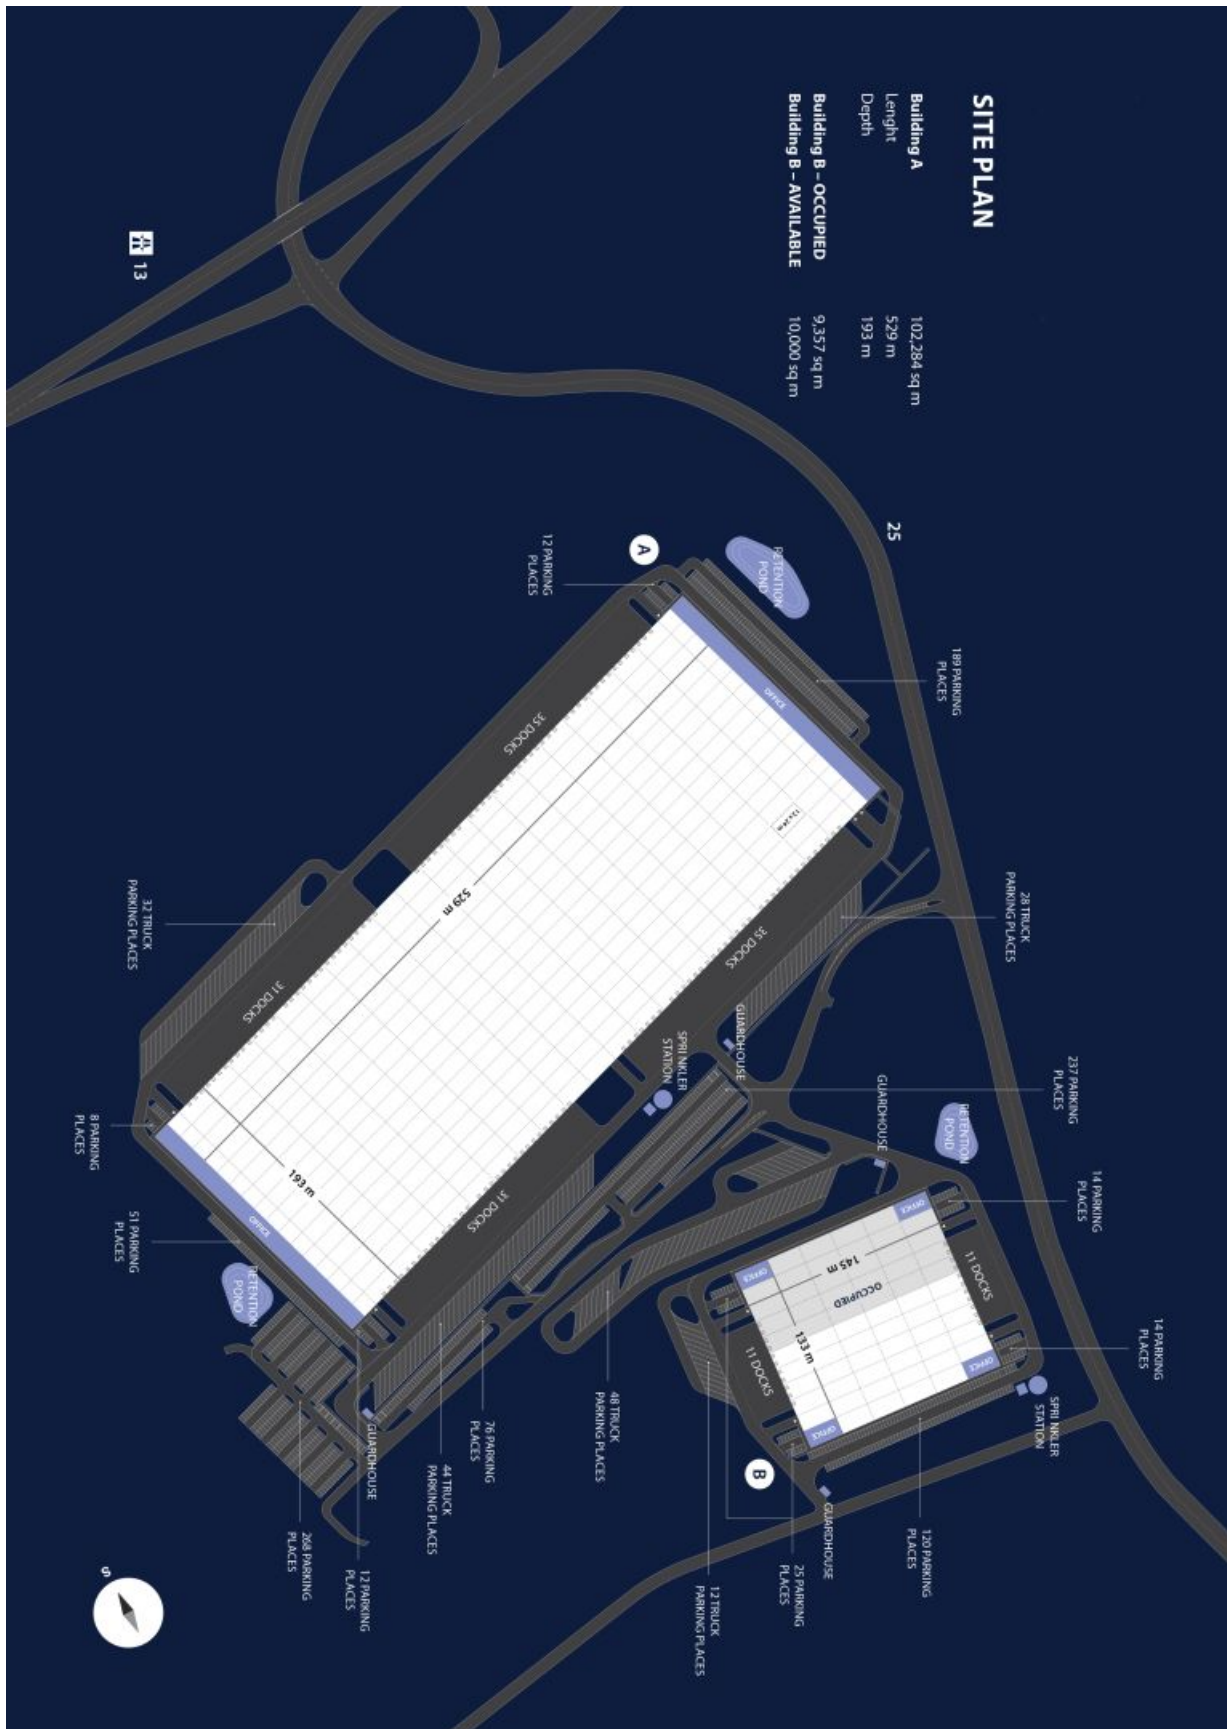 SITE PLAN
Building A 102,284 sq m
Lenght 529 m
Depth 193 m
Building B – OCCUPIED 9,357 sq m
Building B – AVAILABLE 10,000 sq m
13
25
A
12 PARKING
PLACES
RETENTION
POND
189 PARKING
PLACES
OFFICE
35 DOCKS
12 x 24 m
28 TRUCK
PARKING PLACES
529 m
35 DOCKS
32 TRUCK
PARKING PLACES
31 DOCKS
GUARDHOUSE
SPRINKLER
STATION
237 PARKING
PLACES
GUARDHOUSE
RETENTION
POND
8 PARKING
PLACES
193 m
31 DOCKS
14 PARKING
PLACES
OFFICE
51 PARKING
PLACES
OFFICE
RETENTION
POND
145 m
11 DOCKS
OFFICE
OCCUPIED
133 m
14 PARKING
PLACES
11 DOCKS
OFFICE
OFFICE
SPRINKLER
STATION
48 TRUCK
PARKING PLACES
76 PARKING
PLACES
44 TRUCK
PARKING PLACES
GUARDHOUSE
B
GUARDHOUSE
268 PARKING
PLACES
12 PARKING
PLACES
12 TRUCK
PARKING PLACES
25 PARKING
PLACES
120 PARKING
PLACES
S